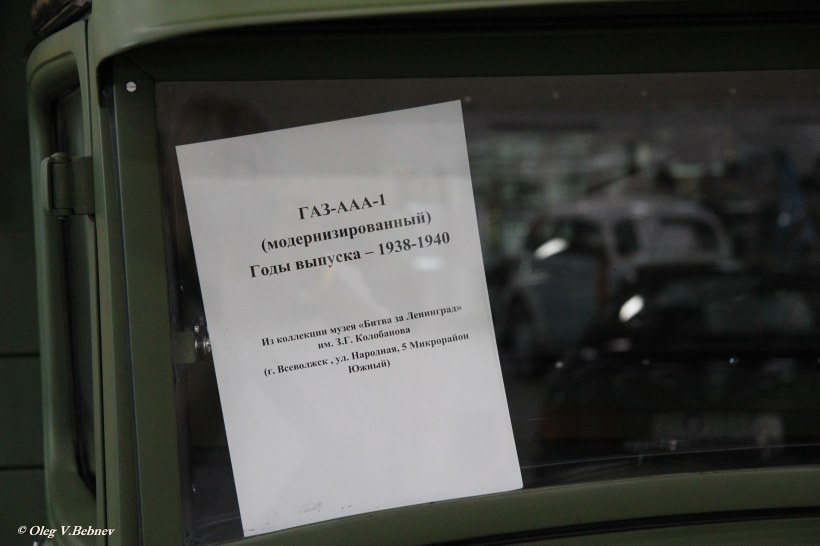 ГАЗ-ААА-1
(модернизированный)
Годы выпуска – 1938-1940
Из коллекции музея «Битва за Ленинград»
им. З.Г. Колобанова
(г. Всеволжск , ул. Народная, 5 Микрорайон
Южный)
© Oleg V.Bebnev